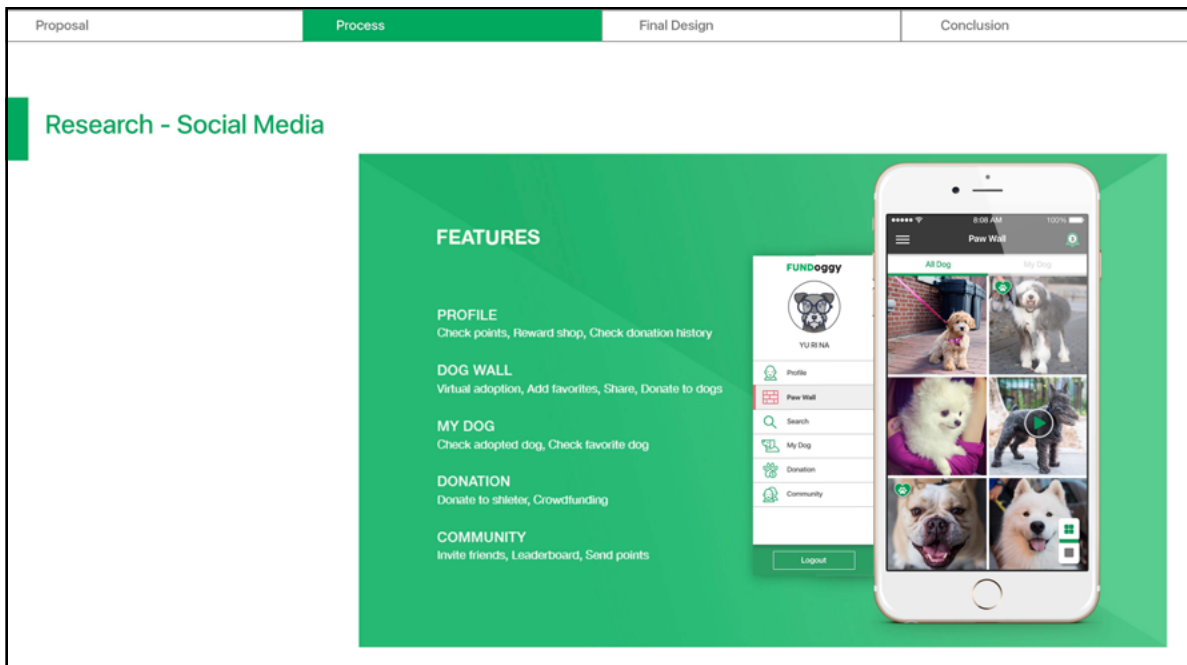 Proposal
Process
Final Design
Conclusion
Research - Social Media
FEATURES
PROFILE
Check points, Reward shop, Check donation history
DOG WALL
Virtual adoption, Add favorites, Share, Donate to dogs
MY DOG
Check adopted dog, Check favorite dog
DONATION
Donate to shleter, Crowdfunding
COMMUNITY
Invite friends, Leaderboard, Send points
FUNDoggy
YU RI NA
Profile
Paw Wall
Search
My Dog
Donation
Community
Logout
8:08 AM
100%
Paw Wall
All Dog
My Dog